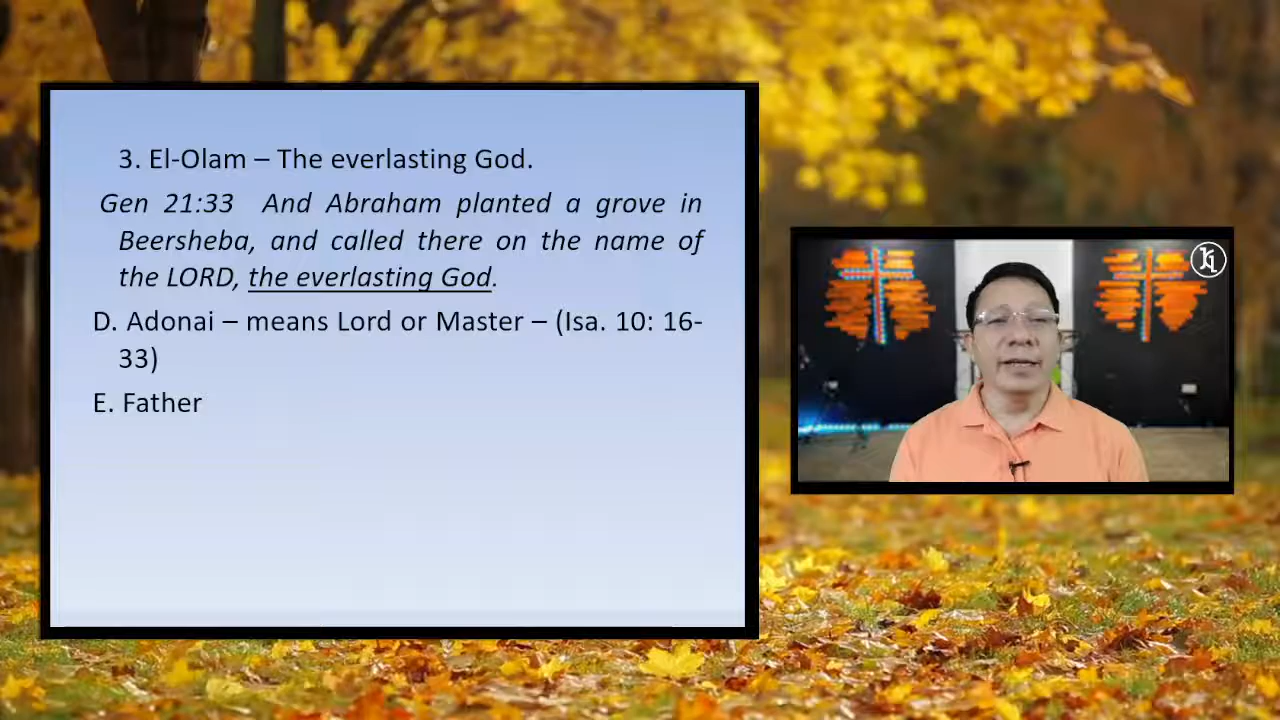 3. El-Olam – The everlasting God.
Gen 21:33 And Abraham planted a grove in
Beersheba, and called there on the name of
the LORD, the everlasting God.
D. Adonai – means Lord or Master – (Isa. 10: 16-
33)
E. Father